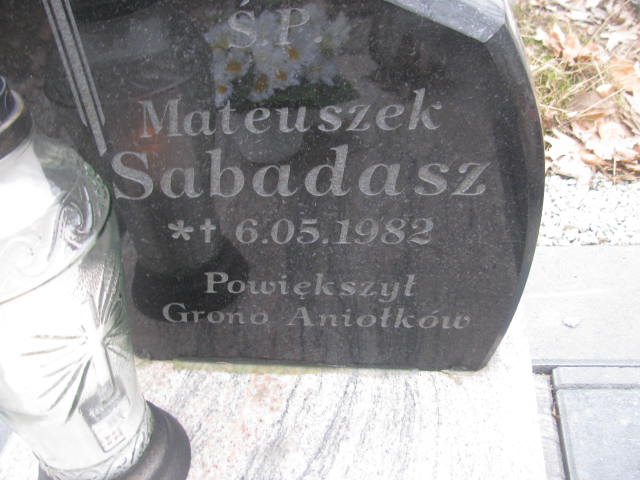 Ś.P.
Mateuszek
Sabadasz
*† 6.05.1982
Powiększył
Grono Aniołków